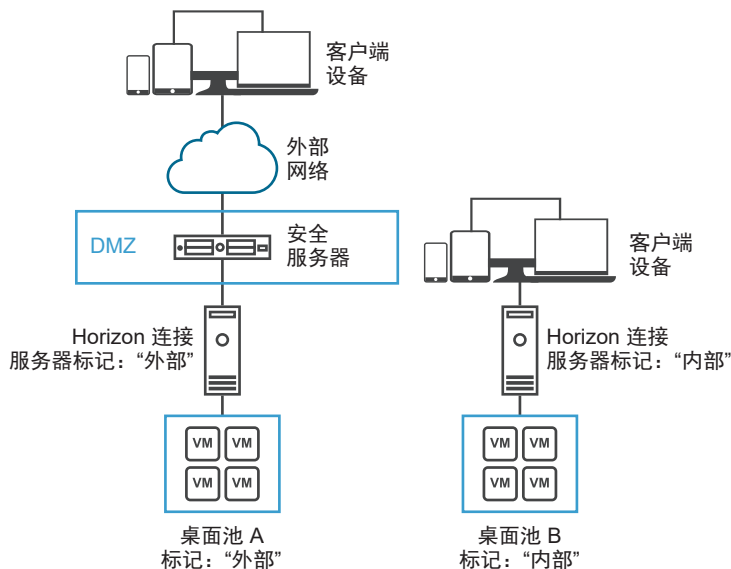 客户端
设备
外部
网络
DMZ
安全
服务器
客户端
设备
Horizon 连接
服务器标记：“外部”
Horizon 连接
服务器标记：“内部”
VM VM
VM VM
VM VM
VM VM
桌面池 A
标记：“外部”
桌面池 B
标记：“内部”